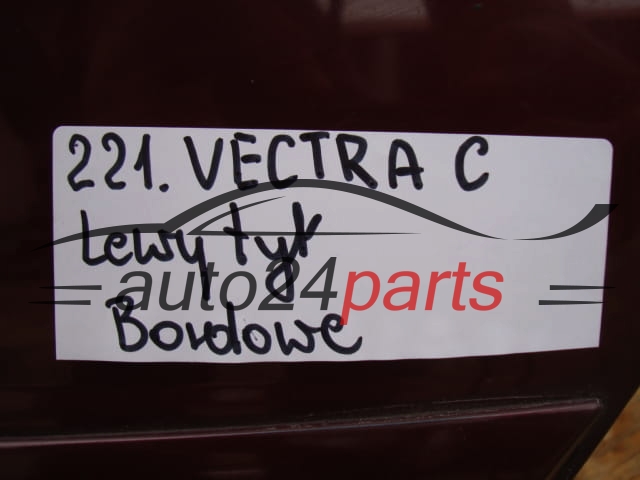 221. VECTRA C
Lewy tył
auto24parts
Bordowe